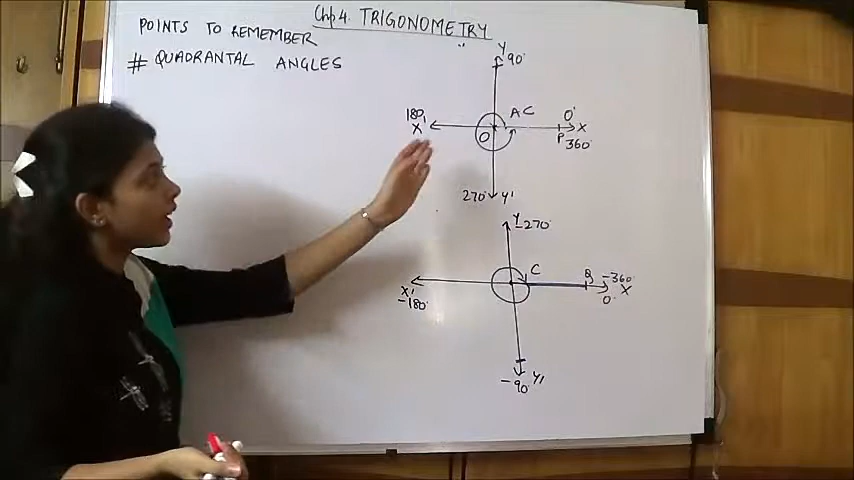 Chp 4. TRIGONOMETRY
POINTS TO REMEMBER
# QUADRANTAL ANGLES
Y
90°
180°
X'
O
AC
0°
X
P
360°
270°
Y'
Y
-270°
C
-360°
X
0°
X'
-180°
-90°
Y'